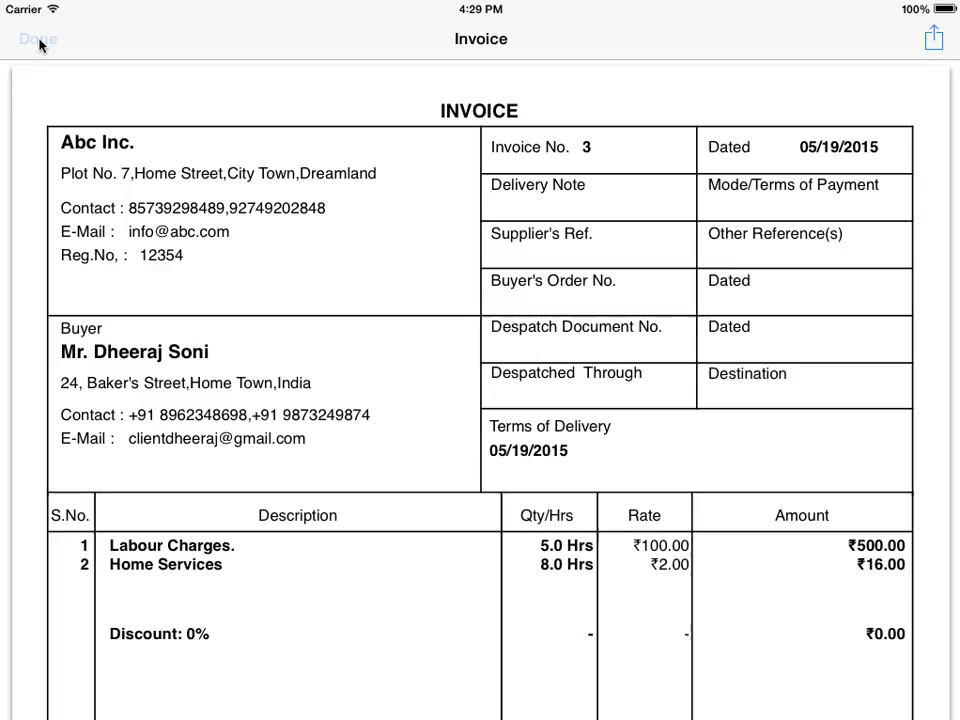 Carrier 4:29 PM 100%
Done Invoice
INVOICE
Abc Inc.
Plot No. 7,Home Street,City Town,Dreamland
Contact : 85739298489,92749202848
E-Mail : info@abc.com
Reg.No, : 12354
Invoice No. 3 Dated 05/19/2015
Delivery Note Mode/Terms of Payment
Supplier's Ref. Other Reference(s)
Buyer's Order No. Dated
Buyer
Mr. Dheeraj Soni
24, Baker's Street,Home Town,India
Contact : +91 8962348698,+91 9873249874
E-Mail : clientdheeraj@gmail.com
Despatch Document No. Dated
Despatched Through Destination
Terms of Delivery
05/19/2015
S.No. Description Qty/Hrs Rate Amount
1 Labour Charges. 5.0 Hrs ₹100.00 ₹500.00
2 Home Services 8.0 Hrs ₹2.00 ₹16.00
Discount: 0% - - ₹0.00